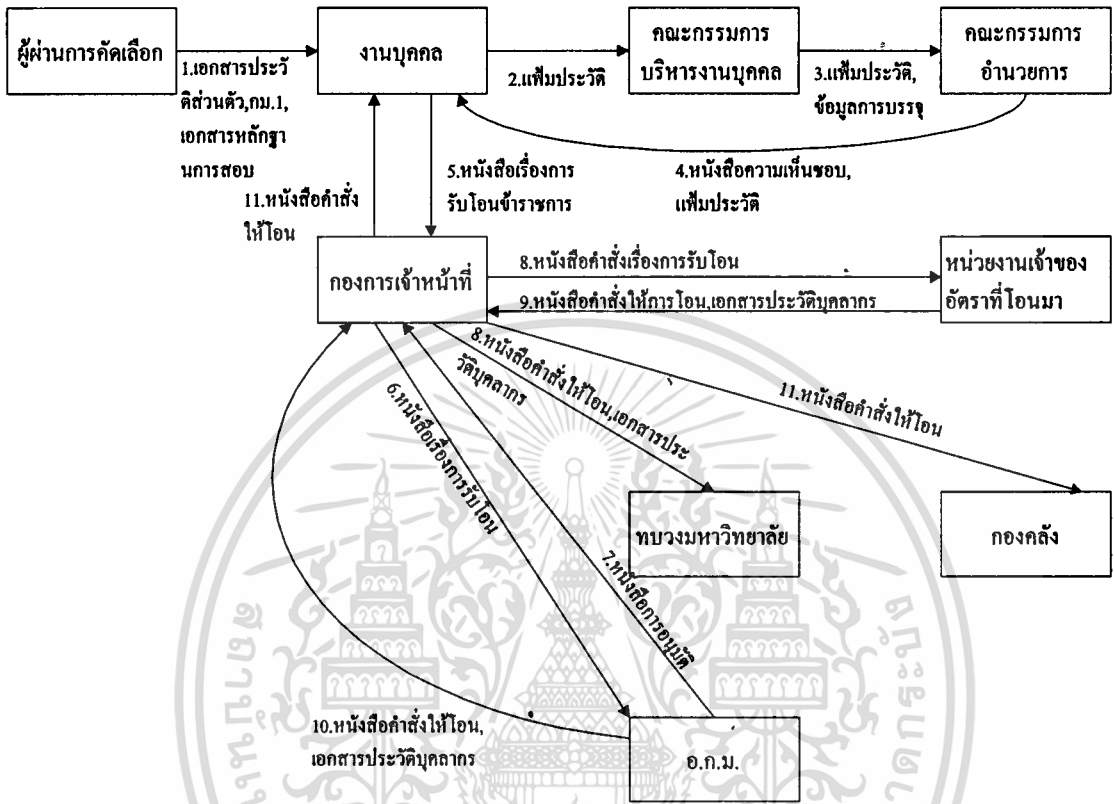 ผู้ผ่านการคัดเลือก
งานบุคคล
คณะกรรมการ
บริหารงานบุคคล
คณะกรรมการ
อำนวยการ
1.เอกสารประวั
ติส่วนตัว,กม.1,
เอกสารหลักฐา
นการสอบ
2.แฟ้มประวัติ
3.แฟ้มประวัติ,
ข้อมูลการบรรจุ
4.หนังสือความเห็นชอบ,
แฟ้มประวัติ
5.หนังสือเรื่องการ
รับโอนข้าราชการ
11.หนังสือคำสั่ง
ให้โอน
กองการเจ้าหน้าที่
8.หนังสือคำสั่งเรื่องการรับโอน
9.หนังสือคำสั่งให้การโอน,เอกสารประวัติบุคลากร
หน่วยงานเจ้าของ
อัตราที่โอนมา
8.หนังสือคำสั่งให้โอน,เอกสารประ
วัติบุคลากร
11.หนังสือคำสั่งให้โอน
6.หนังสือเรื่องการรับโอน
7.หนังสือการอนุมัติ
ทบวงมหาวิทยาลัย
กองคลัง
10.หนังสือคำสั่งให้โอน,
เอกสารประวัติบุคลากร
อ.ก.ม.